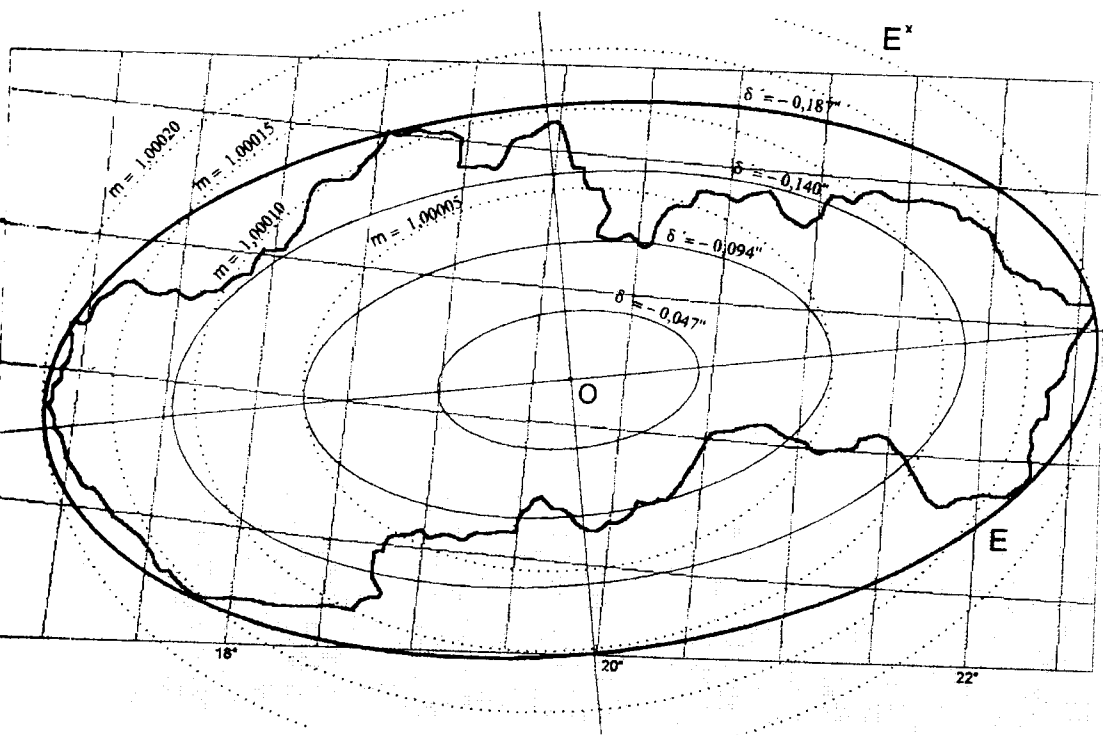 E×
δ = − 0,187"
m = 1,00020
m = 1,00015
δ = − 0,140"
m = 1,00010
m = 1,00005
δ = − 0,094"
δ = − 0,047"
O
E
18°
20°
22°